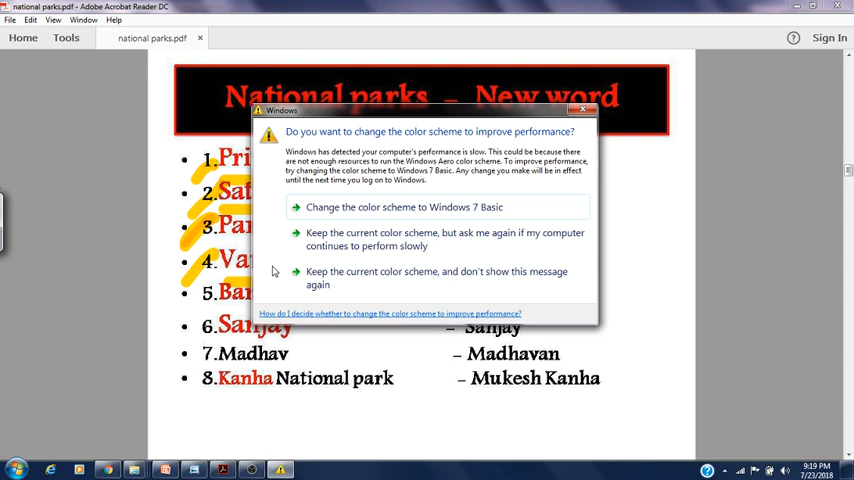 national parks.pdf - Adobe Acrobat Reader DC
File Edit View Window Help
Home Tools national parks.pdf × ? Sign In
National parks – New word
Windows
Do you want to change the color scheme to improve performance?
Windows has detected your computer's performance is slow. This could be because there are not enough resources to run the Windows Aero color scheme. To improve performance, try changing the color scheme to Windows 7 Basic. Any change you make will be in effect until the next time you log on to Windows.
Change the color scheme to Windows 7 Basic
Keep the current color scheme, but ask me again if my computer
continues to perform slowly
Keep the current color scheme, and don't show this message
again
How do I decide whether to change the color scheme to improve performance?
• 1.
• 2.
• 3.
• 4.
• 5.
• 6.Sanjay – Sanjay
• 7.Madhav – Madhavan
• 8.Kanha National park – Mukesh Kanha
9:19 PM
7/23/2018